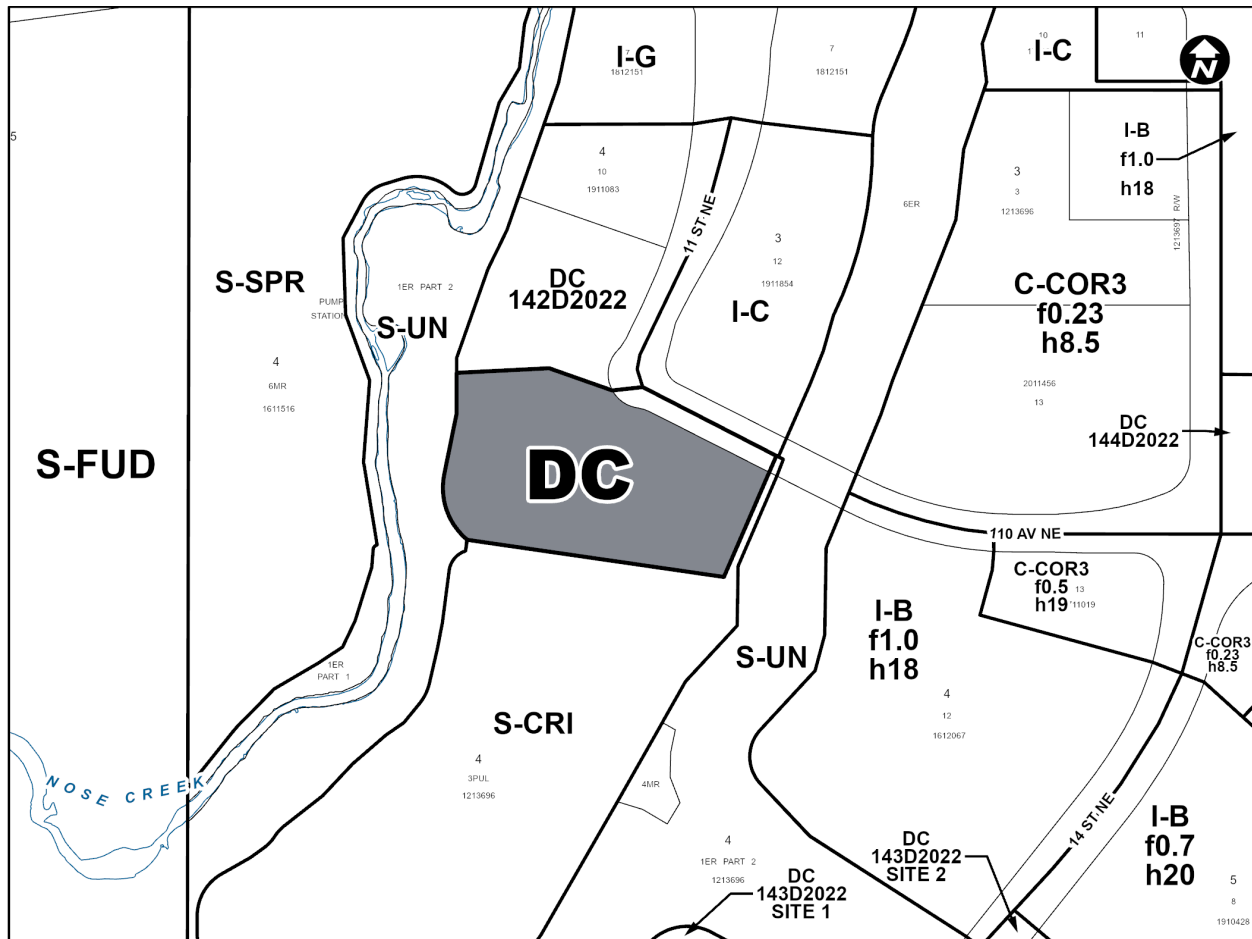 I-G
7
1812151
7
1812151
10
1
I-C
11
N
5
I-B
f1.0
h18
4
10
1911083
3
3
1213696
6ER
1213697 R/W
11 ST NE
3
12
1911854
S-SPR
PUMP
STATION
1ER PART 2
S-UN
DC
142D2022
I-C
C-COR3
f0.23
h8.5
4
6MR
1611516
2011456
13
DC
144D2022
S-FUD
DC
110 AV NE
C-COR3
f0.5
h19
13
11019
I-B
f1.0
h18
C-COR3
f0.23
h8.5
1ER
PART 1
S-UN
4
12
1612067
S-CRI
4
3PUL
1213696
4MR
NOSE CREEK
14 ST NE
I-B
f0.7
h20
4
1ER PART 2
1213696
DC
143D2022
SITE 1
DC
143D2022
SITE 2
5
8
1910428